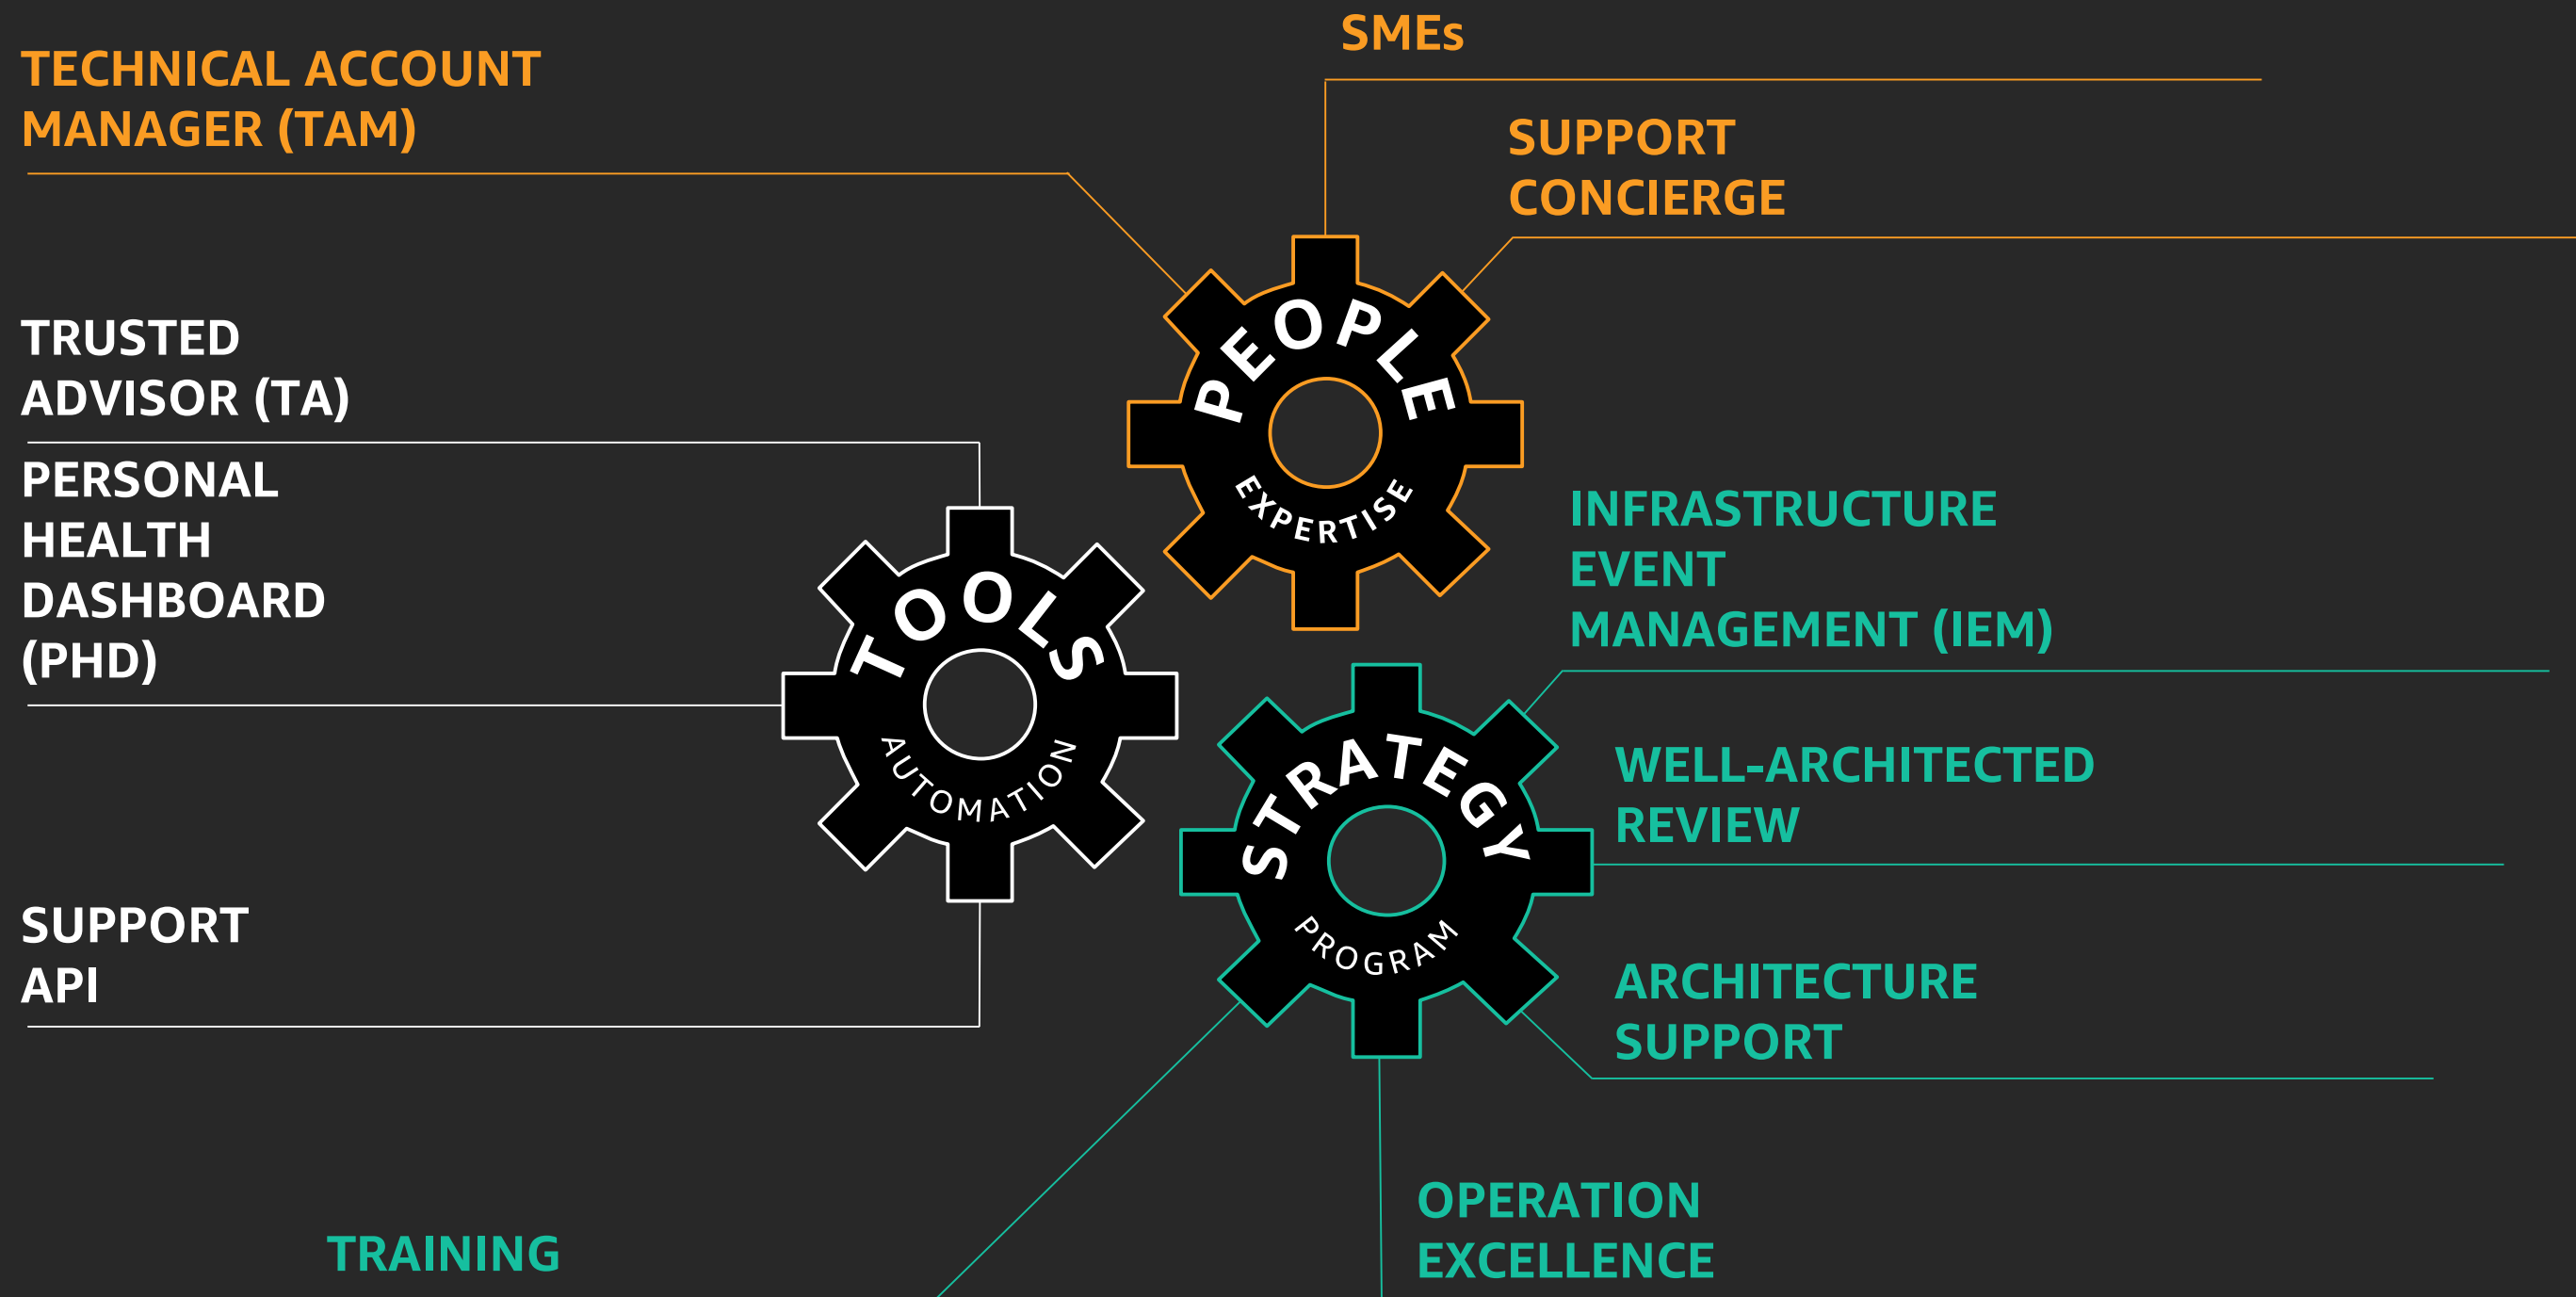 SMEs
TECHNICAL ACCOUNT
MANAGER (TAM)
SUPPORT
CONCIERGE
PEOPLE
EXPERTISE
TRUSTED
ADVISOR (TA)
PERSONAL
HEALTH
DASHBOARD
(PHD)
TOOLS
AUTOMATION
SUPPORT
API
INFRASTRUCTURE
EVENT
MANAGEMENT (IEM)
STRATEGY
PROGRAM
WELL-ARCHITECTED
REVIEW
ARCHITECTURE
SUPPORT
OPERATION
EXCELLENCE
TRAINING